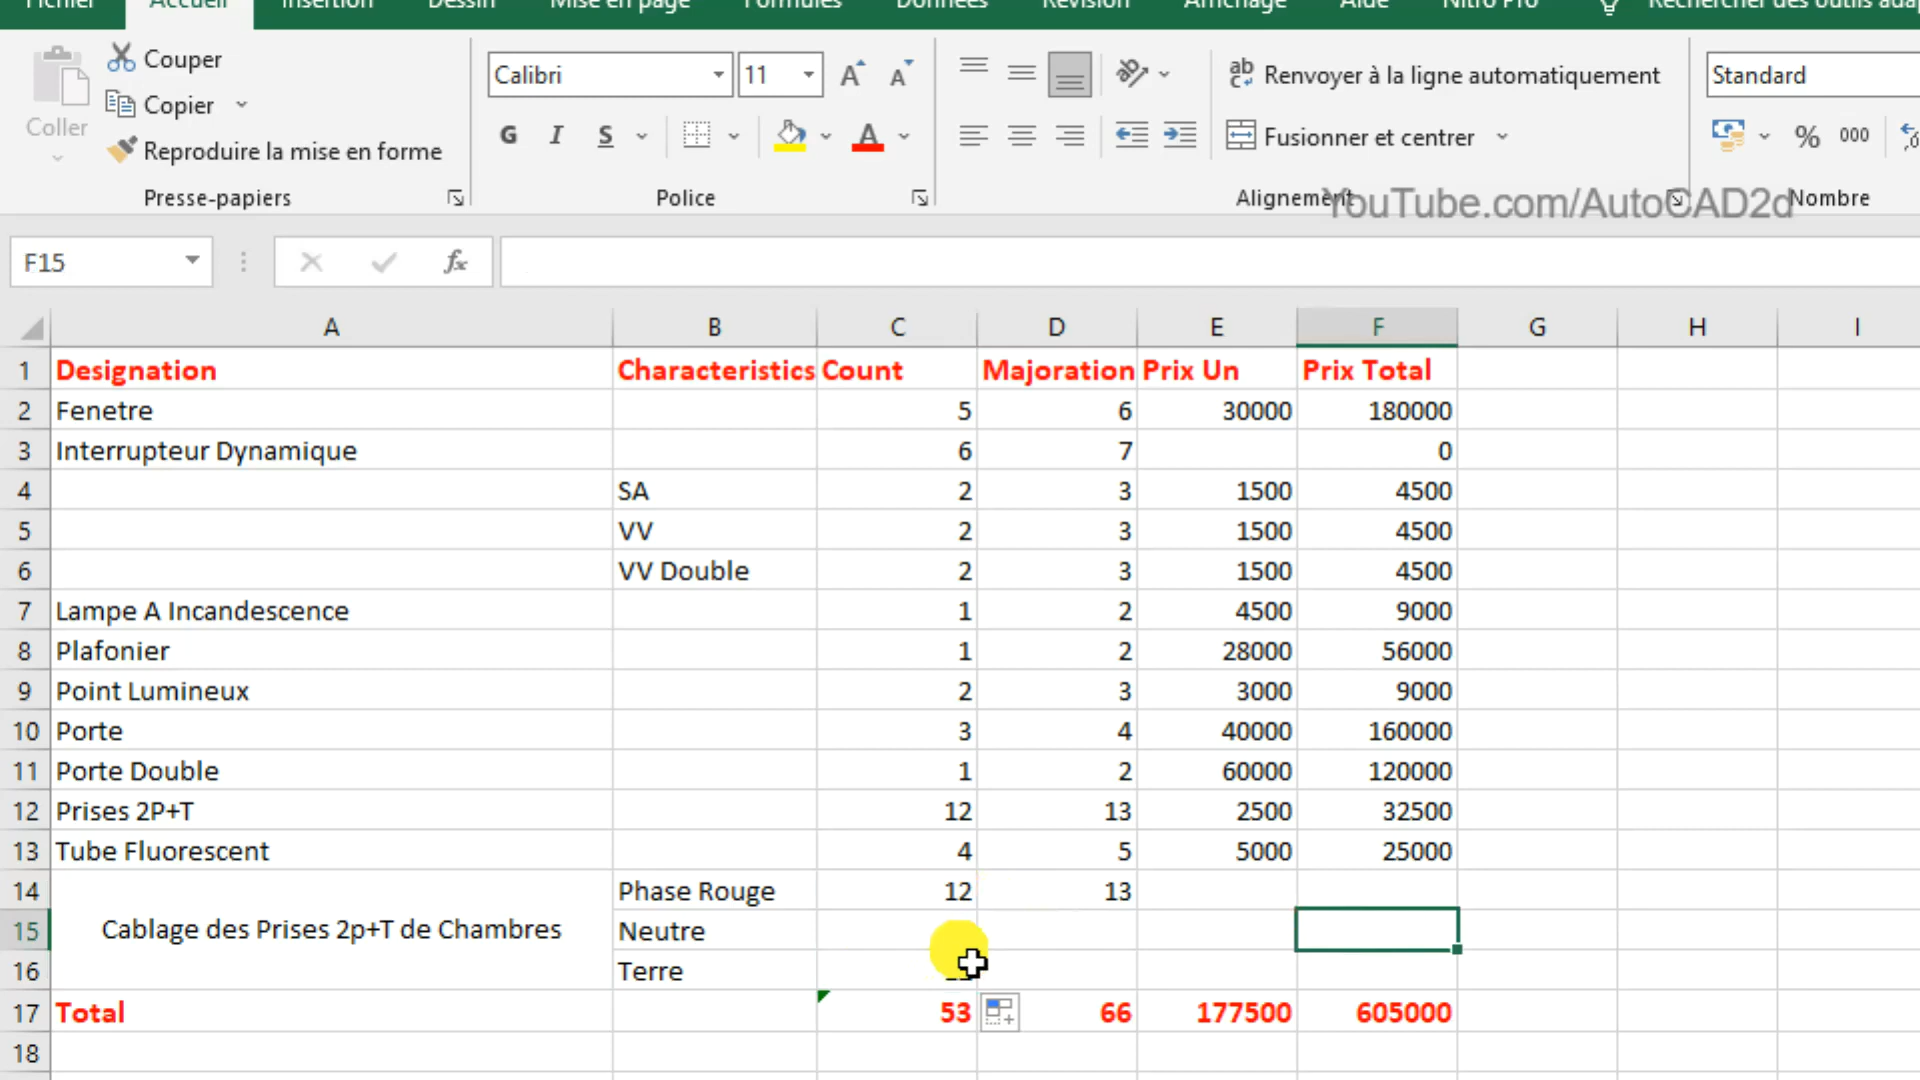 Fichier Accueil Insertion Dessin Mise en page Formules Données Révision Affichage Aide Nitro Pro Rechercher des outils
Couper
Copier
Coller
Reproduire la mise en forme
Presse-papiers
Calibri 11
G I S A
Police
ab Renvoyer à la ligne automatiquement
Fusionner et centrer
Alignement
Standard
% 000
Nombre
YouTube.com/AutoCAD2d
F15 fx
A B C D E F G H I
1 Designation Characteristics Count Majoration Prix Un Prix Total
2 Fenetre 5 6 30000 180000
3 Interrupteur Dynamique 6 7 0
4 SA 2 3 1500 4500
5 VV 2 3 1500 4500
6 VV Double 2 3 1500 4500
7 Lampe A Incandescence 1 2 4500 9000
8 Plafonier 1 2 28000 56000
9 Point Lumineux 2 3 3000 9000
10 Porte 3 4 40000 160000
11 Porte Double 1 2 60000 120000
12 Prises 2P+T 12 13 2500 32500
13 Tube Fluorescent 4 5 5000 25000
14 Phase Rouge 12 13
15 Cablage des Prises 2p+T de Chambres Neutre
16 Terre
17 Total 53 66 177500 605000
18